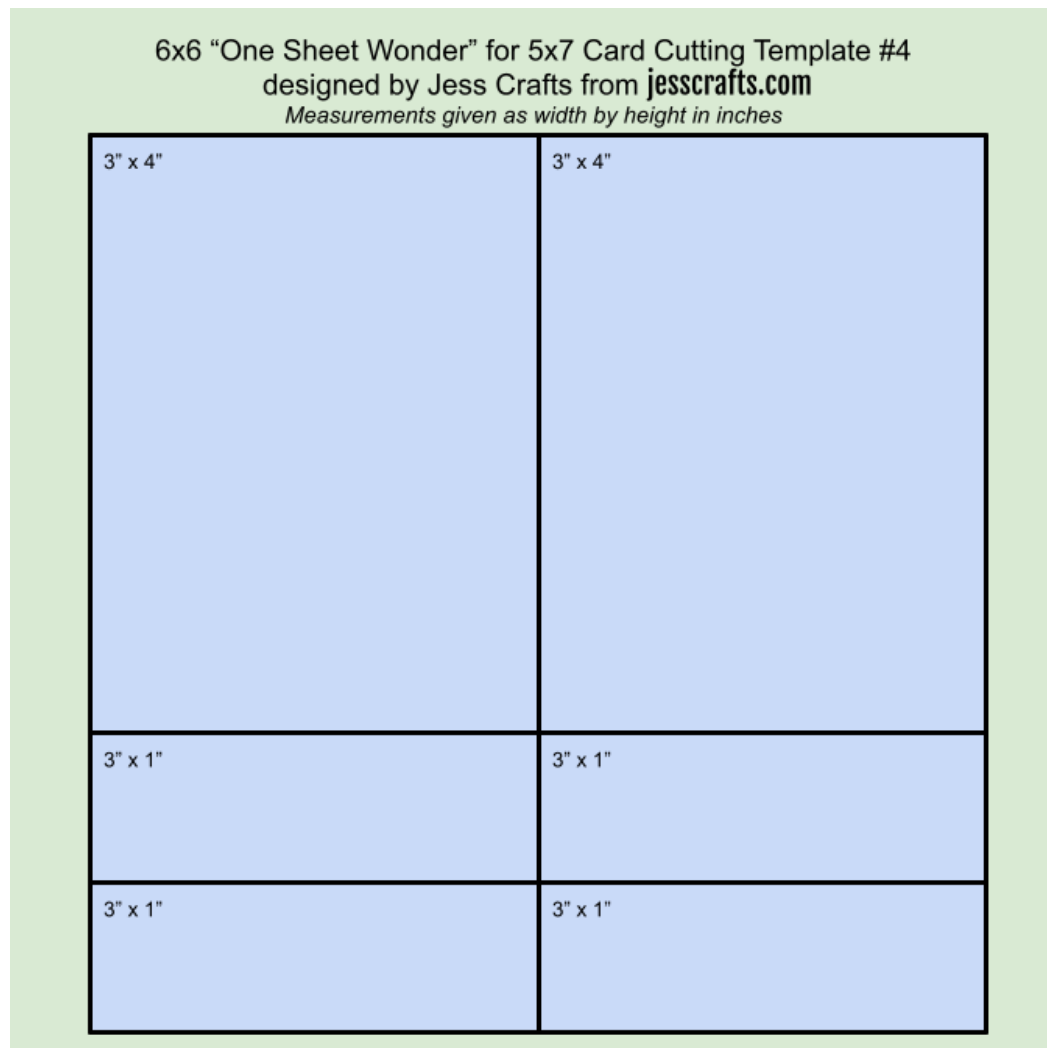 6x6 “One Sheet Wonder” for 5x7 Card Cutting Template #4
designed by Jess Crafts from jesscrafts.com
Measurements given as width by height in inches
3” x 4”
3” x 4”
3” x 1”
3” x 1”
3” x 1”
3” x 1”